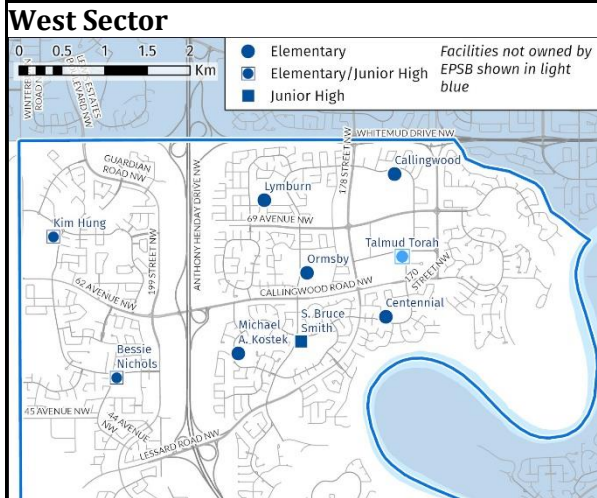 West Sector
0 0.5 1 1.5 2
Km
Elementary
Elementary/Junior High
Junior High
Facilities not owned by
EPSB shown in light
blue
WHITEMUD DRIVE NW
GUARDIAN
ROAD NW
Callingwood
Lymburn
178 STREET NW
69 AVENUE NW
Kim Hung
ANTHONY HENDAY DRIVE NW
199 STREET NW
Talmud Torah
Ormsby
170
STREET NW
62 AVENUE NW
CALLINGWOOD ROAD NW
Centennial
S. Bruce
Smith
Michael
A. Kostek
Bessie
Nichols
45 AVENUE NW
44 AVENUE
NW
LESSARD ROAD NW